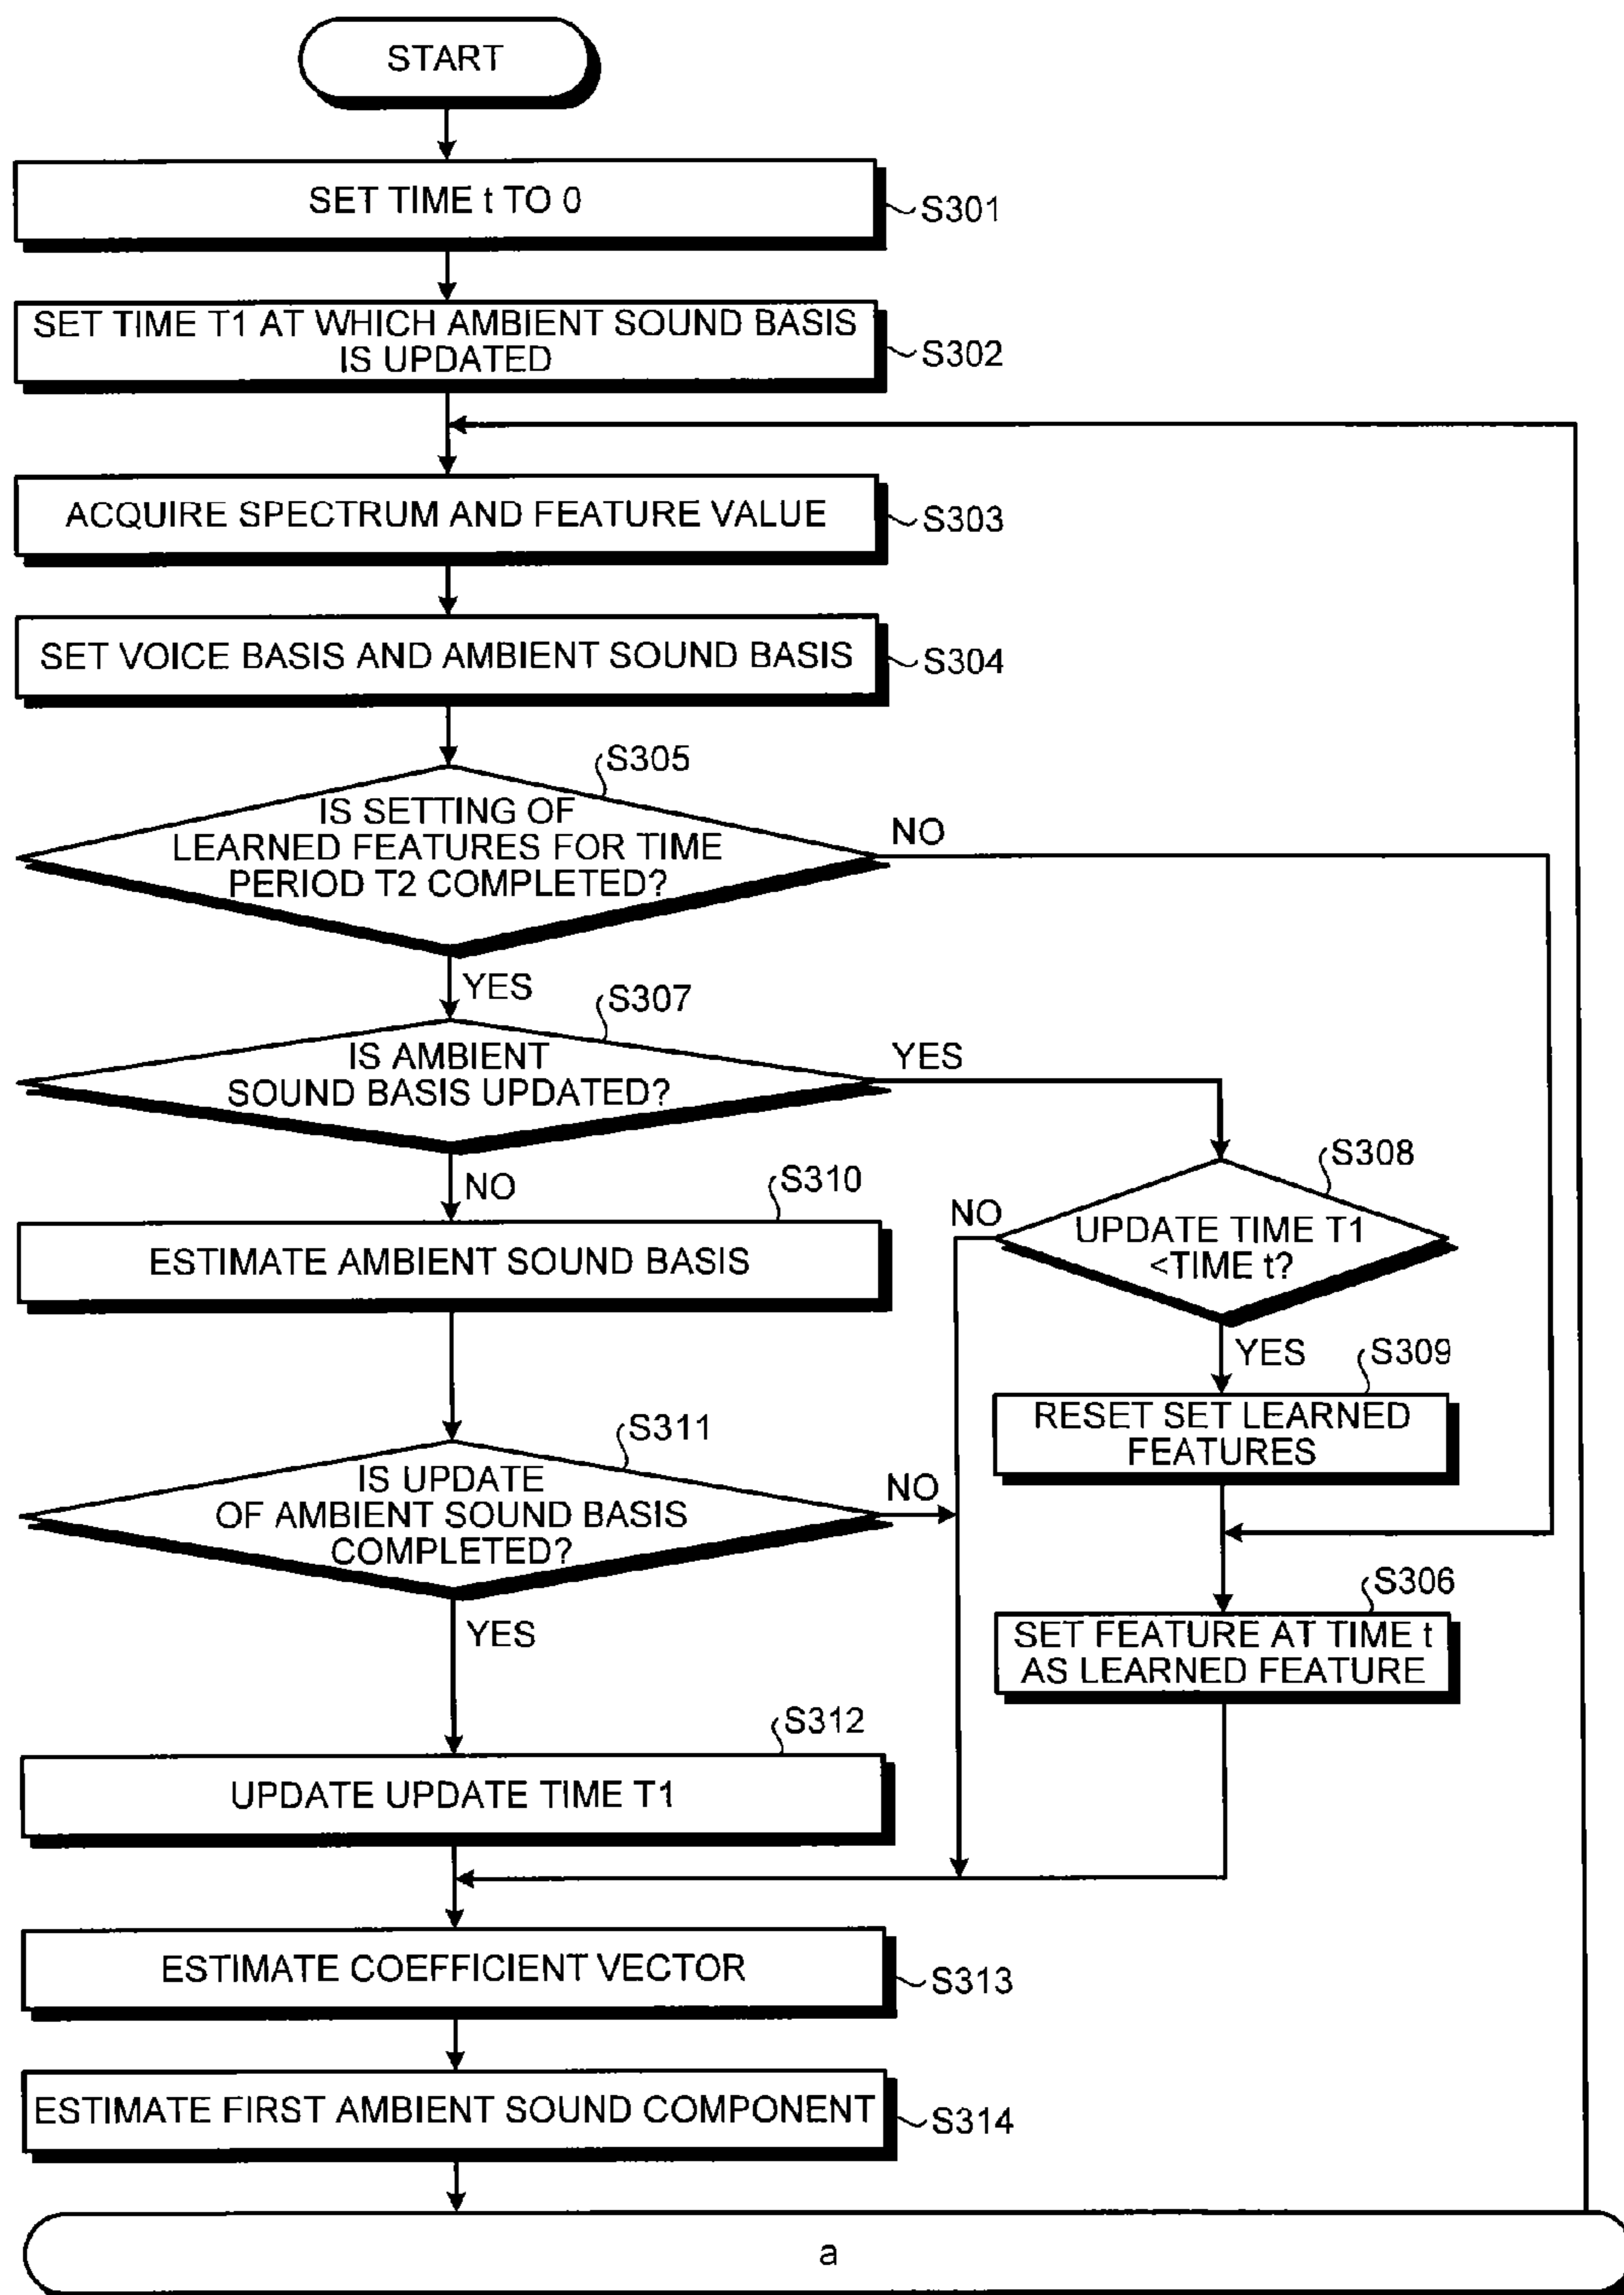 START
SET TIME t TO 0
S301
SET TIME T1 AT WHICH AMBIENT SOUND BASIS
IS UPDATED
S302
ACQUIRE SPECTRUM AND FEATURE VALUE
S303
SET VOICE BASIS AND AMBIENT SOUND BASIS
S304
S305
IS SETTING OF
LEARNED FEATURES FOR TIME
PERIOD T2 COMPLETED?
NO
YES
S307
IS AMBIENT
SOUND BASIS UPDATED?
YES
NO
S308
UPDATE TIME T1
<TIME t?
NO
YES
S310
ESTIMATE AMBIENT SOUND BASIS
S309
RESET SET LEARNED
FEATURES
S311
IS UPDATE
OF AMBIENT SOUND BASIS
COMPLETED?
NO
YES
S306
SET FEATURE AT TIME t
AS LEARNED FEATURE
S312
UPDATE UPDATE TIME T1
ESTIMATE COEFFICIENT VECTOR
S313
ESTIMATE FIRST AMBIENT SOUND COMPONENT
S314
a